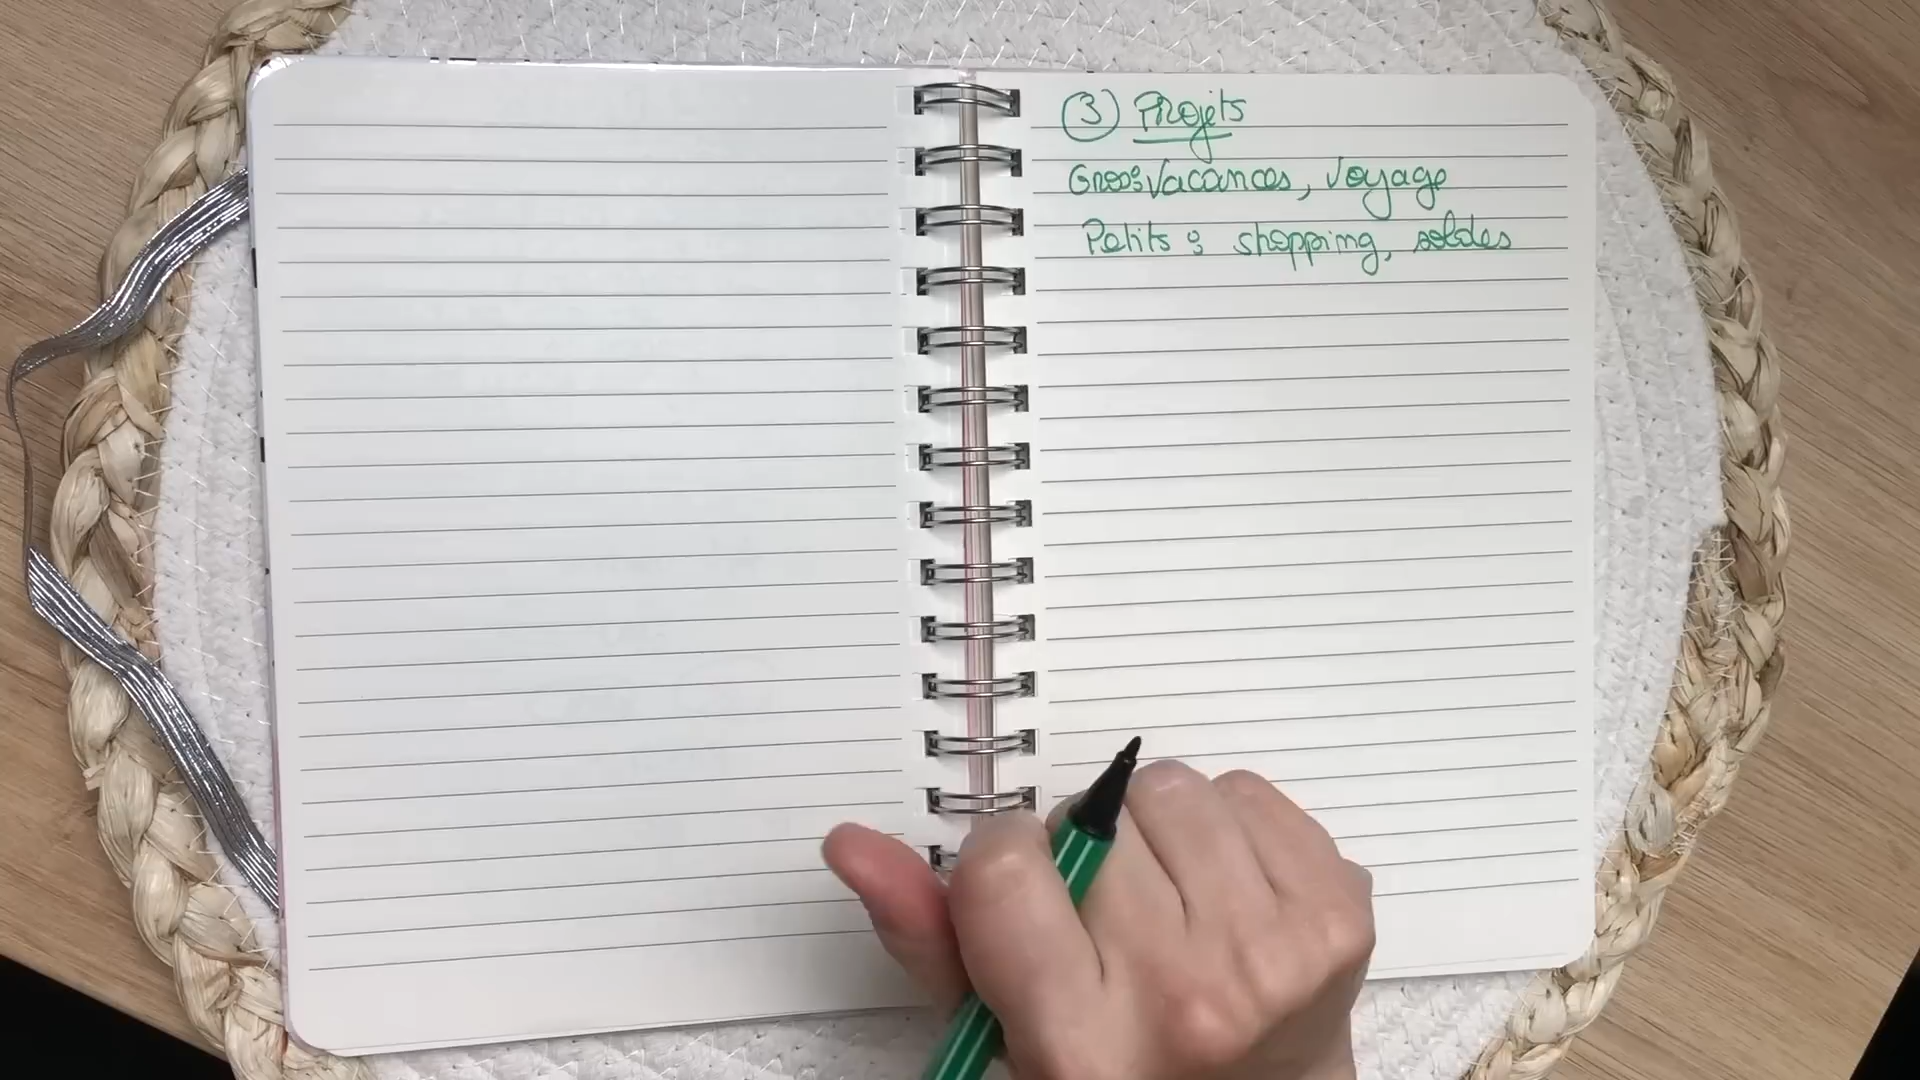 ③ Projets
Gros: Vacances, voyage
Petits : shopping, soldes